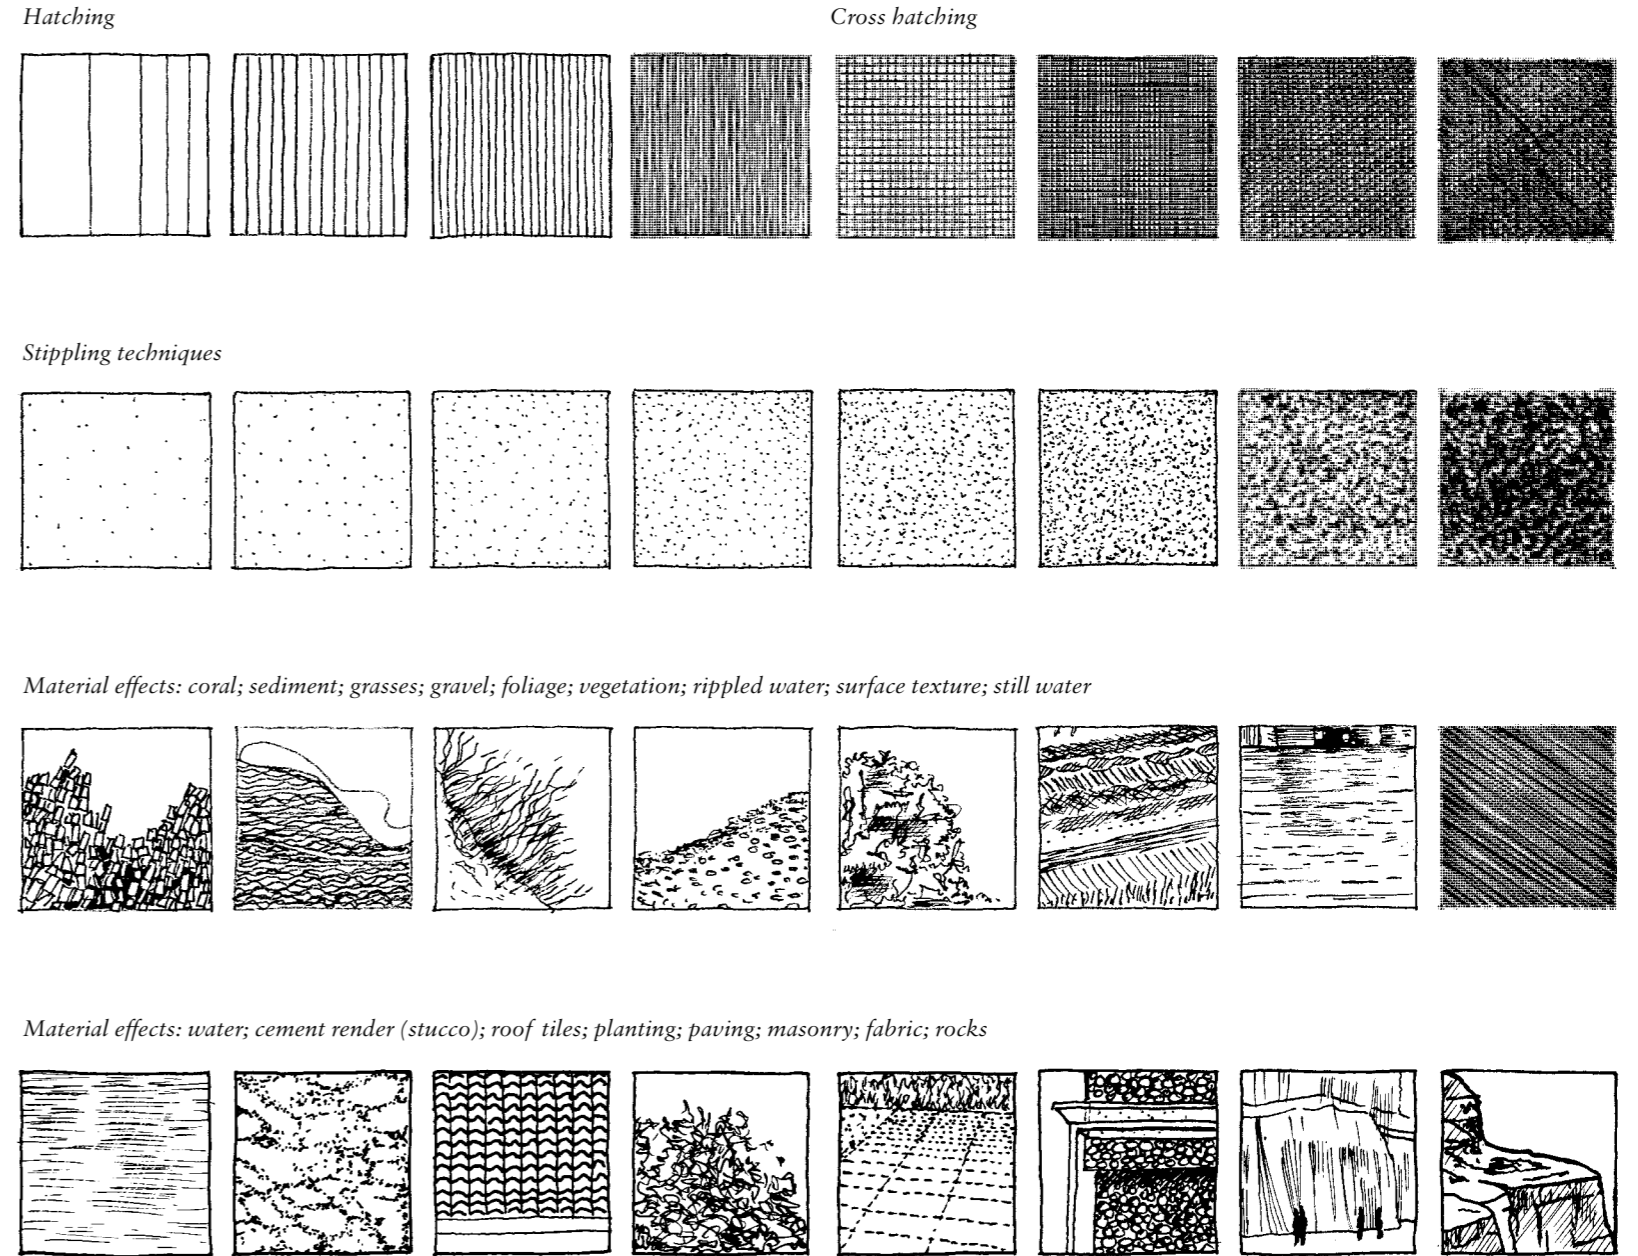 Hatching
Cross hatching
Stippling techniques
Material effects: coral; sediment; grasses; gravel; foliage; vegetation; rippled water; surface texture; still water
Material effects: water; cement render (stucco); roof tiles; planting; paving; masonry; fabric; rocks